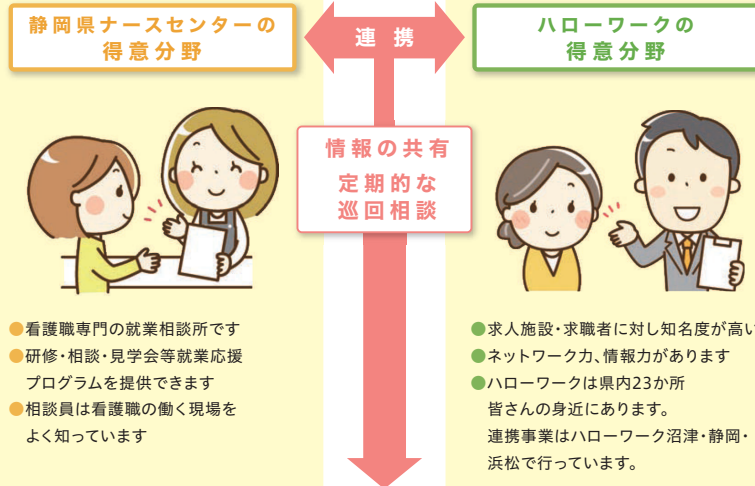 静岡県ナースセンターの
得意分野
連携
ハローワークの
得意分野
情報の共有
定期的な
巡回相談
●看護職専門の就業相談所です
●研修・相談・見学会等就業応援
プログラムを提供できます
●相談員は看護職の働く現場を
よく知っています
●求人施設・求職者に対し知名度が高い
●ネットワーク力、情報力があります
●ハローワークは県内23か所
皆さんの身近にあります。
連携事業はハローワーク沼津・静岡・
浜松で行っています。